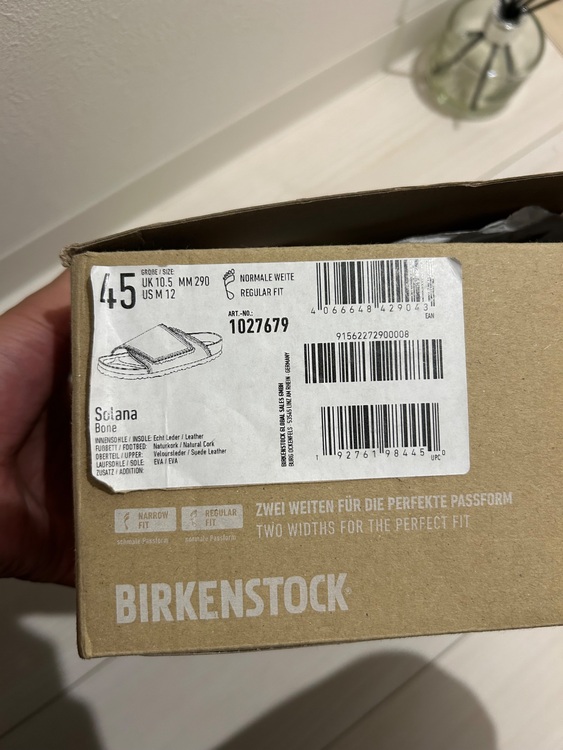 45
GRÖßE / SIZE:
UK 10.5 MM 290
US M 12
NORMALE WEITE
REGULAR FIT
4 066648 429043
EAN
ART.-NO.:
1027679
91562272900008
Solana
Bone
INNENSOHLE / INSOLE: Echt Leder / Leather
FUßBETT / FOOTBED: Naturkork / Natural Cork
OBERTEIL / UPPER: Veloursleder / Suede Leather
LAUFSOHLE / SOLE: EVA / EVA
ZUSATZ / ADDITION:
BIRKENSTOCK GLOBAL SALES GMBH
BURG OCKENFELS · 53545 LINZ AM RHEIN · GERMANY
1 92761 98445 0
UPC
NARROW FIT
schmale Passform
REGULAR FIT
normale Passform
ZWEI WEITEN FÜR DIE PERFEKTE PASSFORM
TWO WIDTHS FOR THE PERFECT FIT
BIRKENSTOCK®